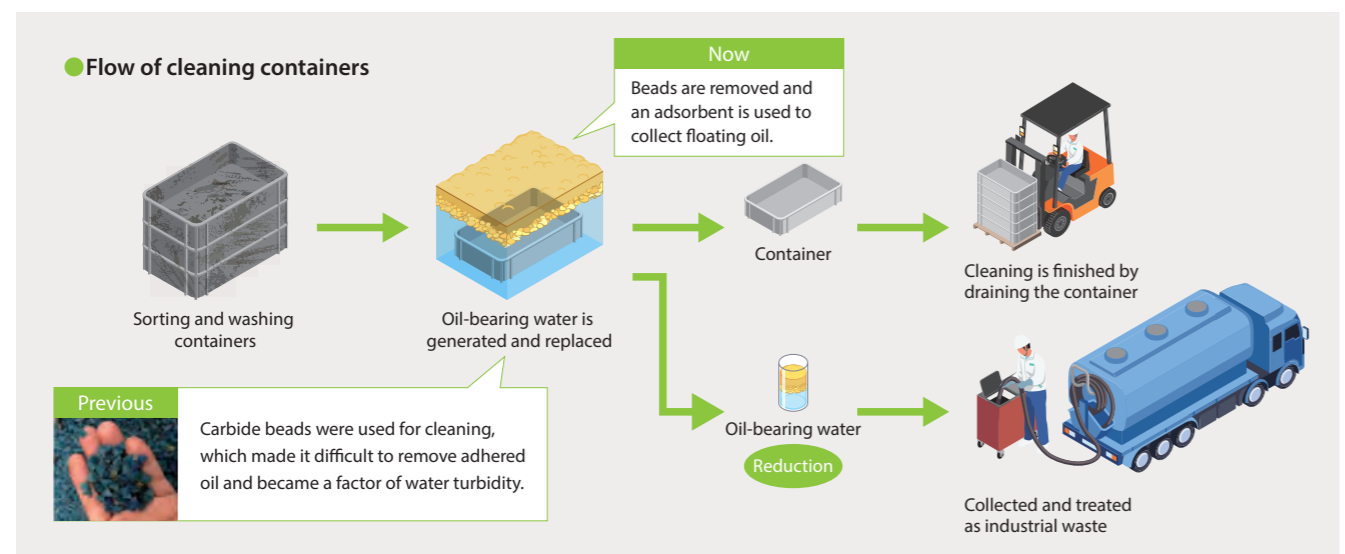 Flow of cleaning containers
Now
Beads are removed and
an adsorbent is used to
collect floating oil.
Sorting and washing
containers
Oil-bearing water is
generated and replaced
Container
Cleaning is finished by
draining the container
Previous
Carbide beads were used for cleaning,
which made it difficult to remove adhered
oil and became a factor of water turbidity.
Oil-bearing water
Reduction
Collected and treated
as industrial waste